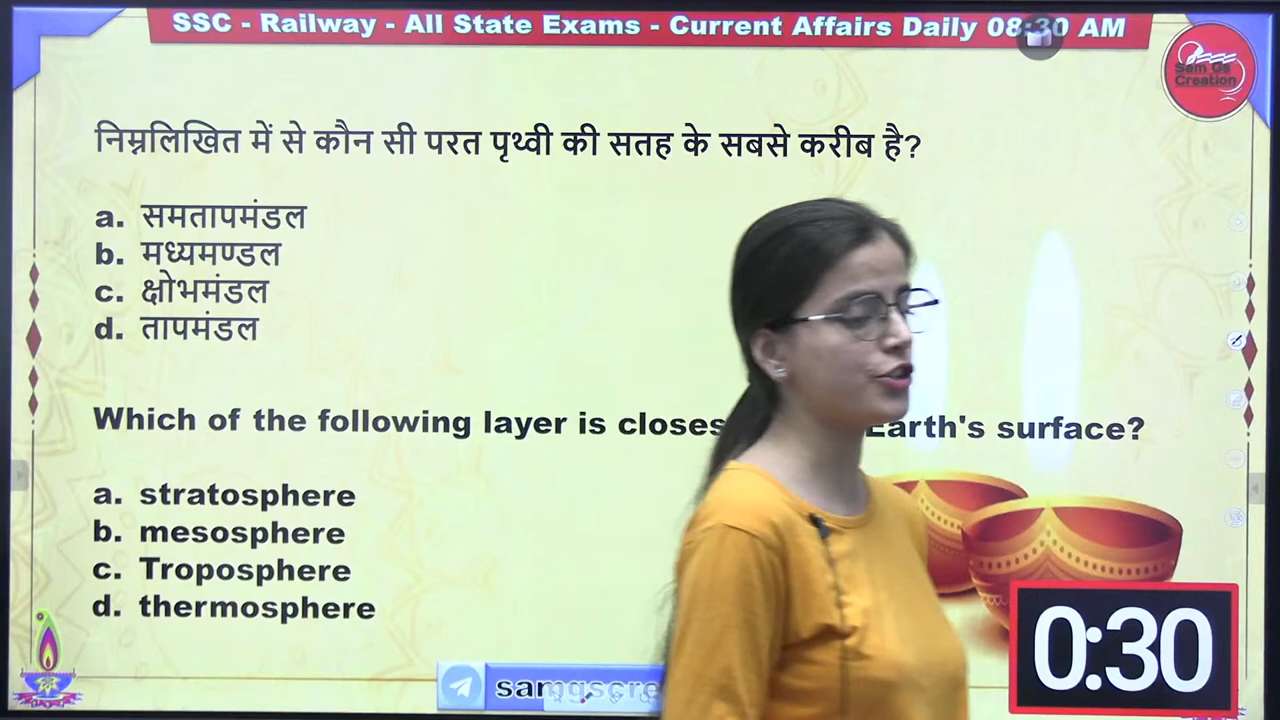 SSC - Railway - All State Exams - Current Affairs Daily 08:30 AM
Sam Gs
Creation
निम्नलिखित में से कौन सी परत पृथ्वी की सतह के सबसे करीब है?
a. समतापमंडल
b. मध्यमण्डल
c. क्षोभमंडल
d. तापमंडल
Which of the following layer is closes Earth's surface?
a. stratosphere
b. mesosphere
c. Troposphere
d. thermosphere
samgscre
0:30